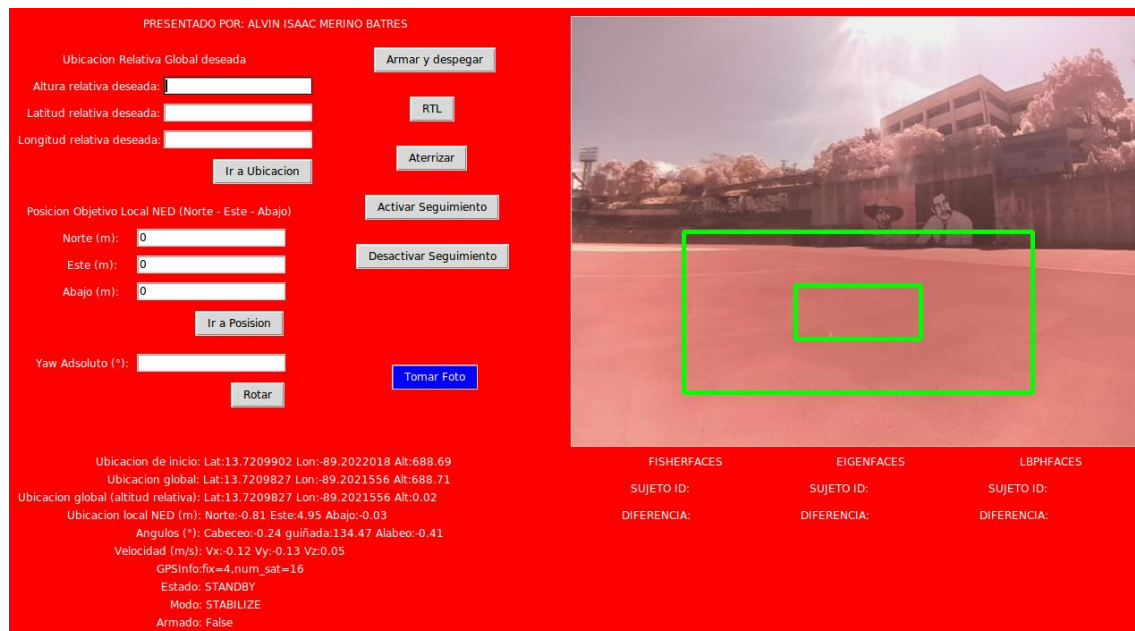 PRESENTADO POR: ALVIN ISAAC MERINO BATRES
Ubicacion Relativa Global deseada
Altura relativa deseada:
Latitud relativa deseada:
Longitud relativa deseada:
Ir a Ubicacion
Armar y despegar
RTL
Aterrizar
Activar Seguimiento
Desactivar Seguimiento
Posicion Objetivo Local NED (Norte - Este - Abajo)
Norte (m): 0
Este (m): 0
Abajo (m): 0
Ir a Posision
Yaw Adsoluto (°):
Rotar
Tomar Foto
Ubicacion de inicio: Lat:13.7209902 Lon:-89.2022018 Alt:688.69
Ubicacion global: Lat:13.7209827 Lon:-89.2021556 Alt:688.71
Ubicacion global (altitud relativa): Lat:13.7209827 Lon:-89.2021556 Alt:0.02
Ubicacion local NED (m): Norte:-0.81 Este:4.95 Abajo:-0.03
Angulos (°): Cabeceo:-0.24 guiñada:134.47 Alabeo:-0.41
Velocidad (m/s): Vx:-0.12 Vy:-0.13 Vz:0.05
GPSInfo:fix=4,num_sat=16
Estado: STANDBY
Modo: STABILIZE
Armado: False
FISHERFACES EIGENFACES LBPHFACES
SUJETO ID: SUJETO ID: SUJETO ID:
DIFERENCIA: DIFERENCIA: DIFERENCIA: